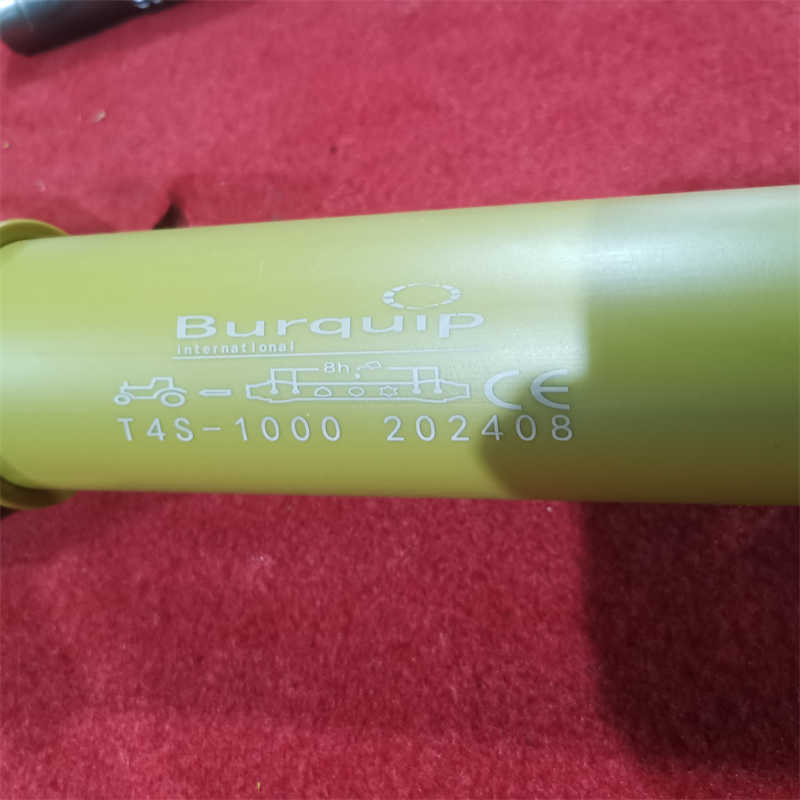 Burquip
international
8h
CE
T4S-1000 202408